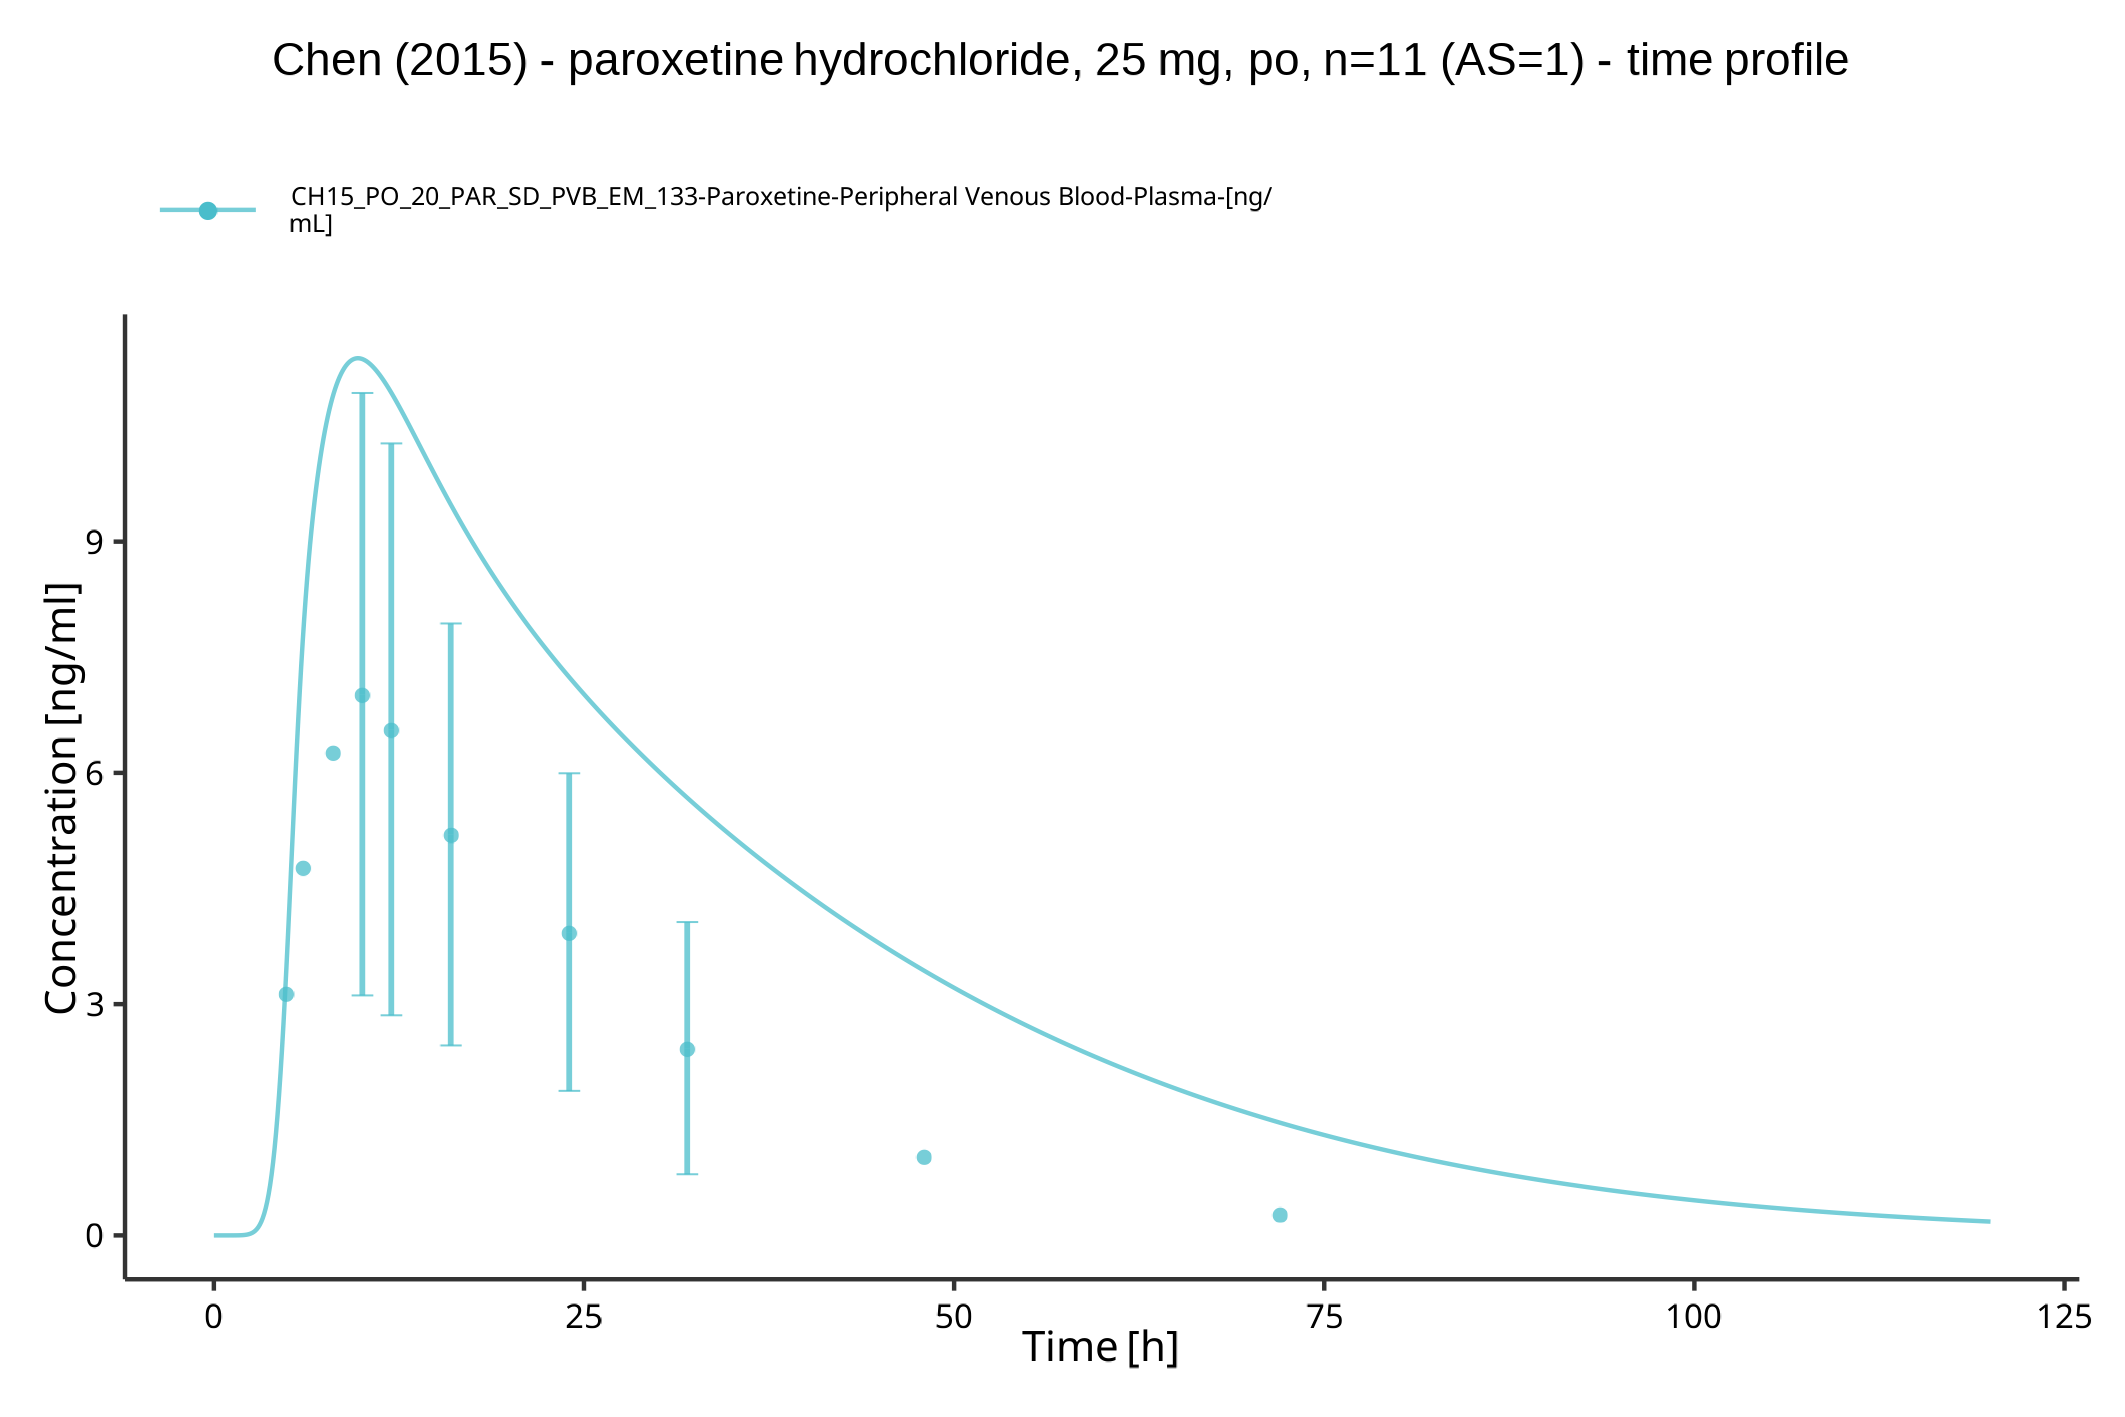 Chen (2015) - paroxetine hydrochloride, 25 mg, po, n=11 (AS=1) - time profile
CH15_PO_20_PAR_SD_PVB_EM_133-Paroxetine-Peripheral Venous Blood-Plasma-[ng/
mL]
Concentration [ng/ml]
9
6
3
0
0 25 50 75 100 125
Time [h]